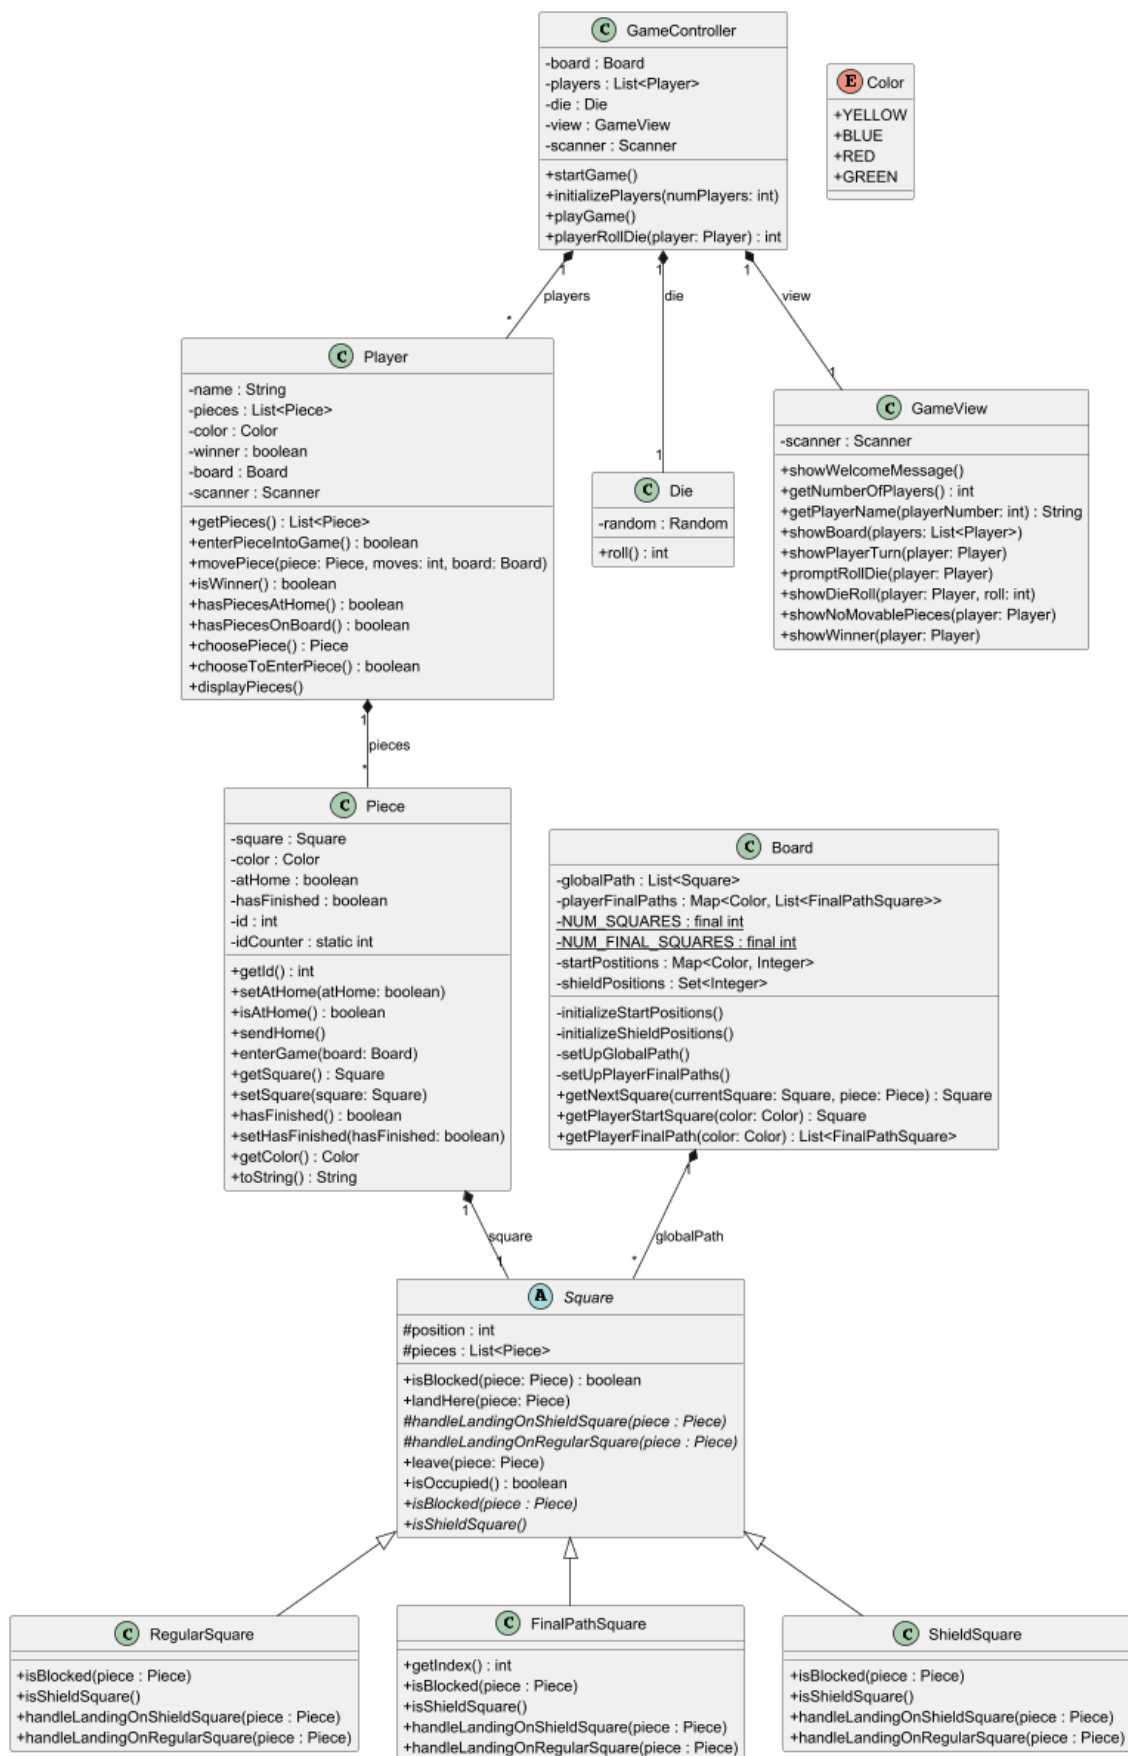 C GameController
-board : Board
-players : List<Player>
-die : Die
-view : GameView
-scanner : Scanner
+startGame()
+initializePlayers(numPlayers: int)
+playGame()
+playerRollDie(player: Player) : int
E Color
+YELLOW
+BLUE
+RED
+GREEN
1
1
1
players
die
view
*
1
1
C Player
-name : String
-pieces : List<Piece>
-color : Color
-winner : boolean
-board : Board
-scanner : Scanner
+getPieces() : List<Piece>
+enterPieceIntoGame() : boolean
+movePiece(piece: Piece, moves: int, board: Board)
+isWinner() : boolean
+hasPiecesAtHome() : boolean
+hasPiecesOnBoard() : boolean
+choosePiece() : Piece
+chooseToEnterPiece() : boolean
+displayPieces()
C Die
-random : Random
+roll() : int
C GameView
-scanner : Scanner
+showWelcomeMessage()
+getNumberOfPlayers() : int
+getPlayerName(playerNumber: int) : String
+showBoard(players: List<Player>)
+showPlayerTurn(player: Player)
+promptRollDie(player: Player)
+showDieRoll(player: Player, roll: int)
+showNoMovablePieces(player: Player)
+showWinner(player: Player)
1
pieces
*
C Piece
-square : Square
-color : Color
-atHome : boolean
-hasFinished : boolean
-id : int
-idCounter : static int
+getId() : int
+setAtHome(atHome: boolean)
+isAtHome() : boolean
+sendHome()
+enterGame(board: Board)
+getSquare() : Square
+setSquare(square: Square)
+hasFinished() : boolean
+setHasFinished(hasFinished: boolean)
+getColor() : Color
+toString() : String
C Board
-globalPath : List<Square>
-playerFinalPaths : Map<Color, List<FinalPathSquare>>
-NUM_SQUARES : final int
-NUM_FINAL_SQUARES : final int
-startPostitions : Map<Color, Integer>
-shieldPositions : Set<Integer>
-initializeStartPositions()
-initializeShieldPositions()
-setUpGlobalPath()
-setUpPlayerFinalPaths()
+getNextSquare(currentSquare: Square, piece: Piece) : Square
+getPlayerStartSquare(color: Color) : Square
+getPlayerFinalPath(color: Color) : List<FinalPathSquare>
1
1
square
globalPath
1
*
A Square
#position : int
#pieces : List<Piece>
+isBlocked(piece: Piece) : boolean
+landHere(piece: Piece)
#handleLandingOnShieldSquare(piece : Piece)
#handleLandingOnRegularSquare(piece : Piece)
+leave(piece: Piece)
+isOccupied() : boolean
+isBlocked(piece : Piece)
+isShieldSquare()
C RegularSquare
+isBlocked(piece : Piece)
+isShieldSquare()
+handleLandingOnShieldSquare(piece : Piece)
+handleLandingOnRegularSquare(piece : Piece)
C FinalPathSquare
+getIndex() : int
+isBlocked(piece : Piece)
+isShieldSquare()
+handleLandingOnShieldSquare(piece : Piece)
+handleLandingOnRegularSquare(piece : Piece)
C ShieldSquare
+isBlocked(piece : Piece)
+isShieldSquare()
+handleLandingOnShieldSquare(piece : Piece)
+handleLandingOnRegularSquare(piece : Piece)